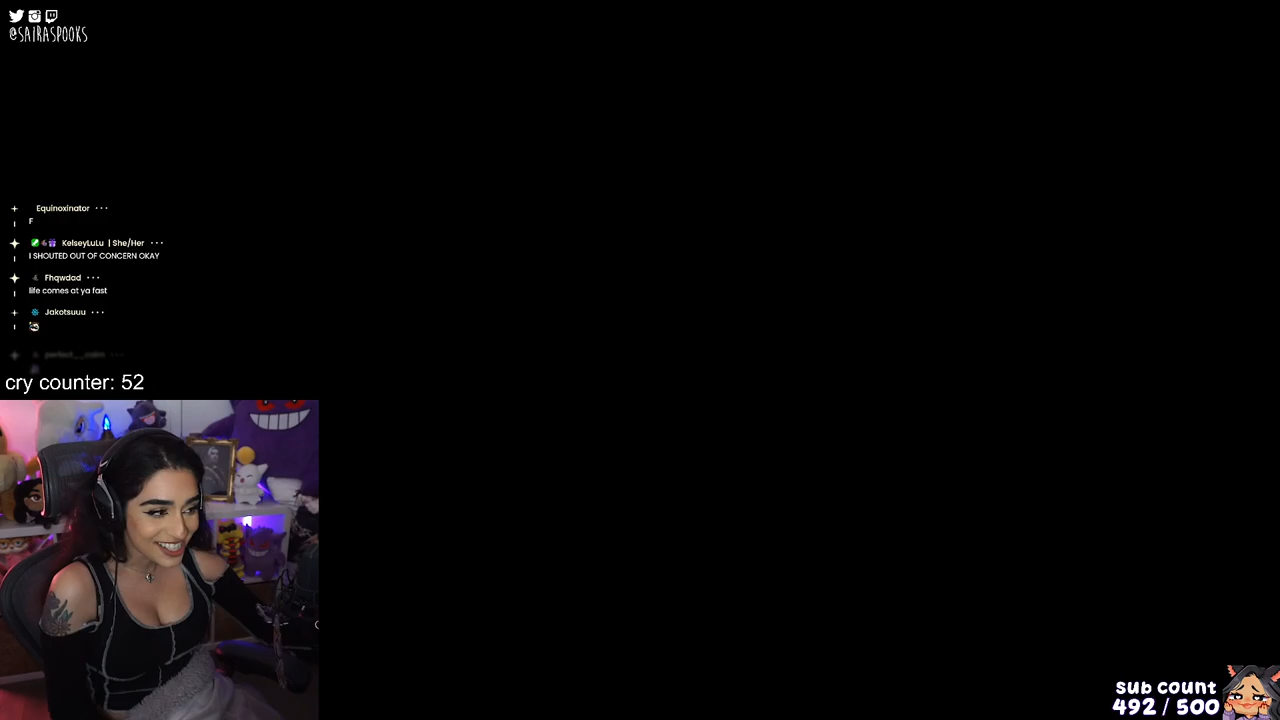 @SAIRASPOOKS
Equinoxinator
F
KelseyLuLu | She/Her
I SHOUTED OUT OF CONCERN OKAY
Fhqwdad
life comes at ya fast
Jakotsuuu
cry counter: 52
sub count
492 / 500